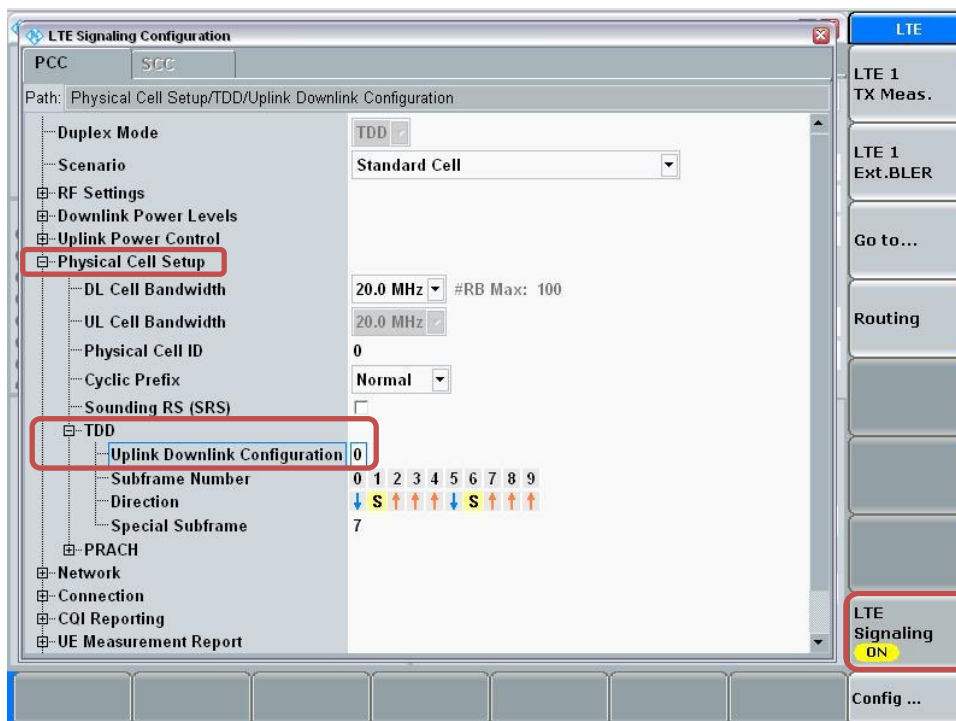 LTE Signaling Configuration
LTE
PCC
SCC
Path: Physical Cell Setup/TDD/Uplink Downlink Configuration
Duplex Mode TDD
Scenario Standard Cell
RF Settings
Downlink Power Levels
Uplink Power Control
Physical Cell Setup
DL Cell Bandwidth 20.0 MHz #RB Max: 100
UL Cell Bandwidth 20.0 MHz
Physical Cell ID 0
Cyclic Prefix Normal
Sounding RS (SRS)
TDD
Uplink Downlink Configuration 0
Subframe Number 0 1 2 3 4 5 6 7 8 9
Direction ↓ S ↑ ↑ ↑ ↓ S ↑ ↑ ↑
Special Subframe 7
PRACH
Network
Connection
CQI Reporting
UE Measurement Report
LTE 1
TX Meas.
LTE 1
Ext.BLER
Go to...
Routing
LTE
Signaling
ON
Config ...